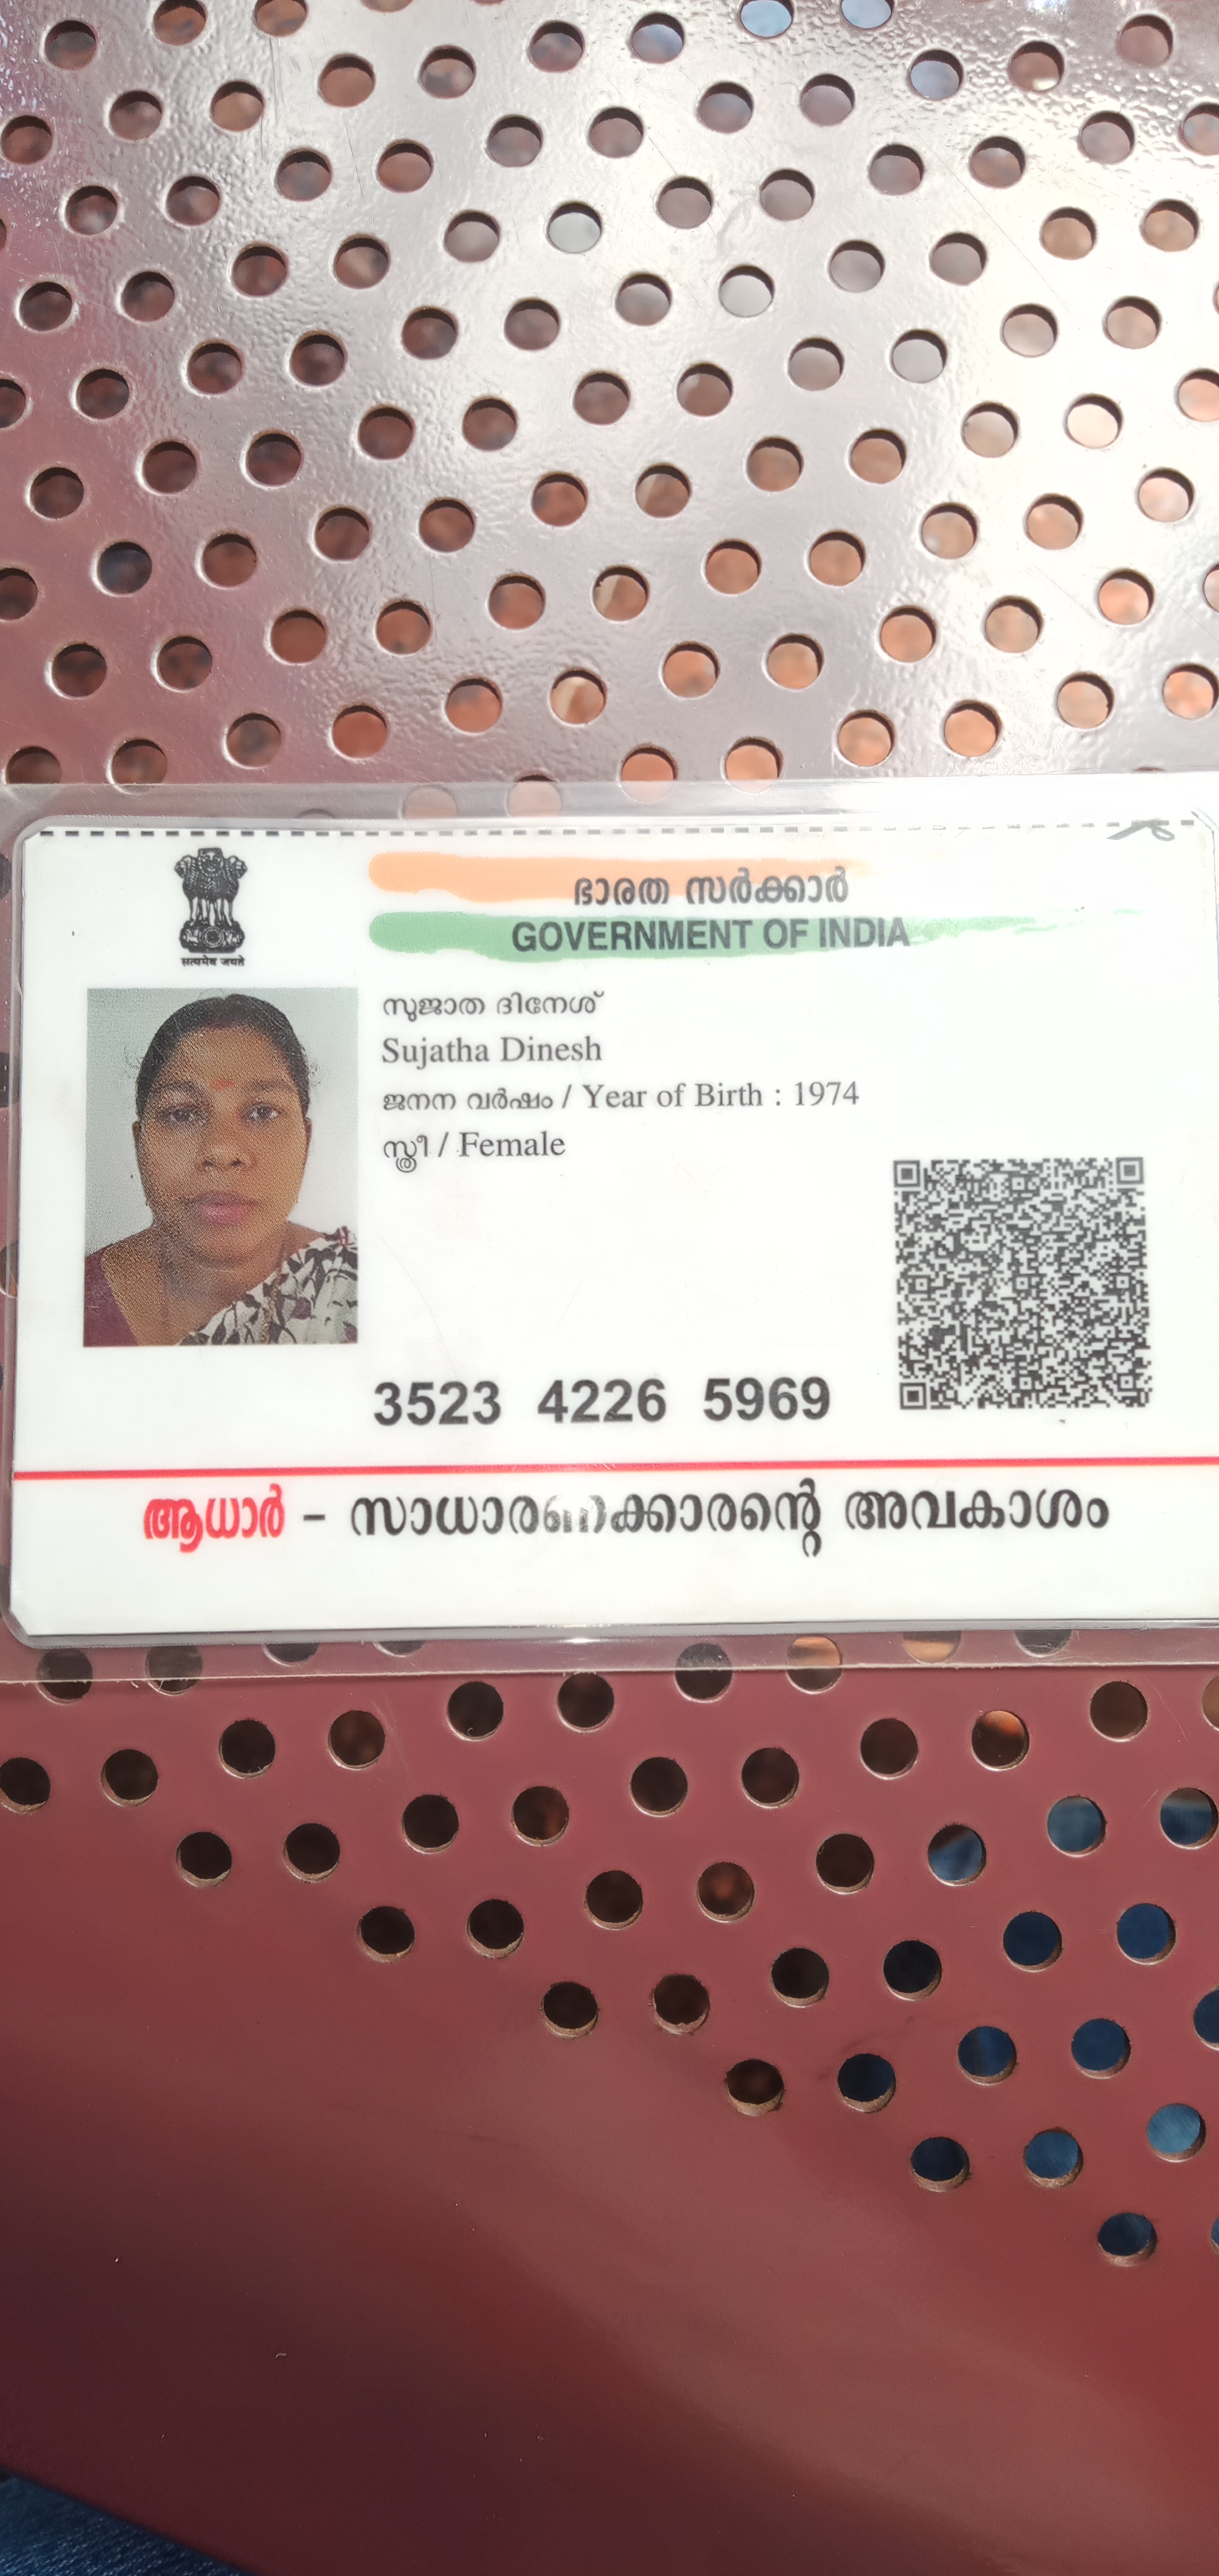 ഭാരത സർക്കാർ
GOVERNMENT OF INDIA
सत्यमेव जयते
സുജാത ദിനേശ്
Sujatha Dinesh
ജനന വർഷം / Year of Birth : 1974
സ്ത്രീ / Female
3523 4226 5969
ആധാർ - സാധാരണക്കാരന്റെ അവകാശം